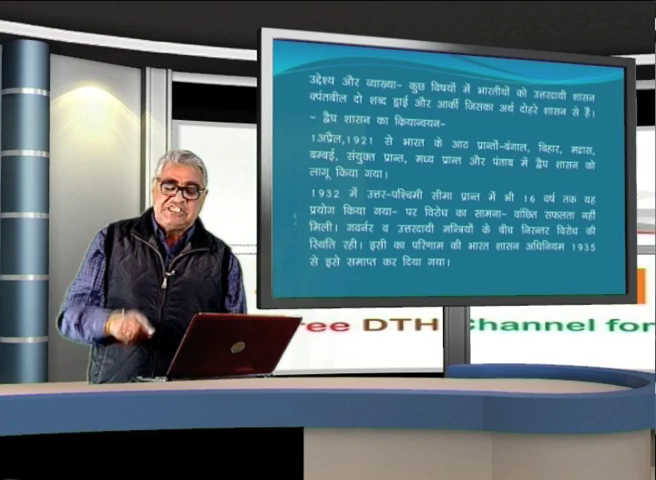 उद्देश्य और व्याख्या– कुछ विषयों में भारतीयों को उत्तरदायी शासन
क्पंतबील दो शब्द ड्राई और आर्की जिसका अर्थ दोहरे शासन से हैं।
– द्वैध शासन का कियान्वयन–
1अप्रैल,1921 से भारत के आठ प्रान्तों–बंगाल, बिहार, मद्रास,
बम्बई, संयुक्त प्रान्त, मध्य प्रान्त और पंताब में द्वैध शासन को
लागू किया गया।
1932 में उत्तर-पश्चिमी सीमा प्रान्त में भी 16 वर्ष तक यह
प्रयोग किया गया– पर विरोध का सामना– वांछित सफलता नही
मिली। गवर्नर व उत्तरदायी मन्त्रियों के बीच निरन्तर विरोध की
स्थिति रही। इसी का परिणाम की भारत शासन अधिनियम 1935
से इसे समाप्त कर दिया गया।
ree DTH Channel for